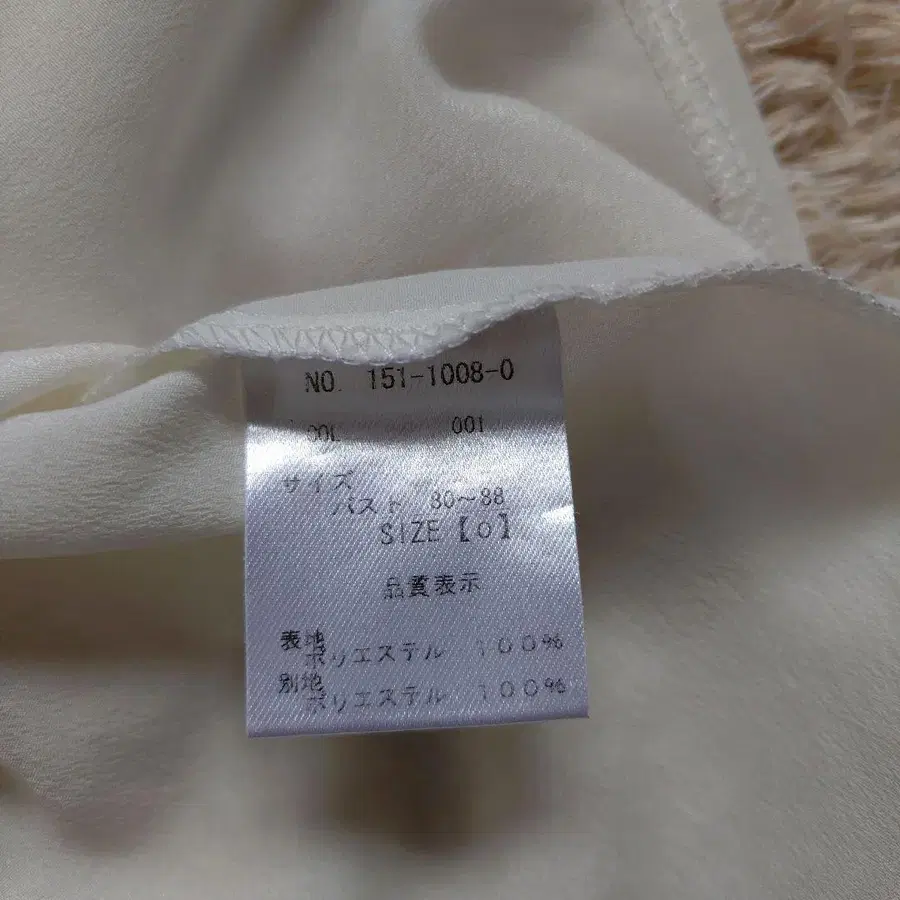 NO. 151-1008-0
COL 001
サイズ
バスト 80～88
SIZE【0】
品質表示
表地
ポリエステル 100%
別地
ポリエステル 100%